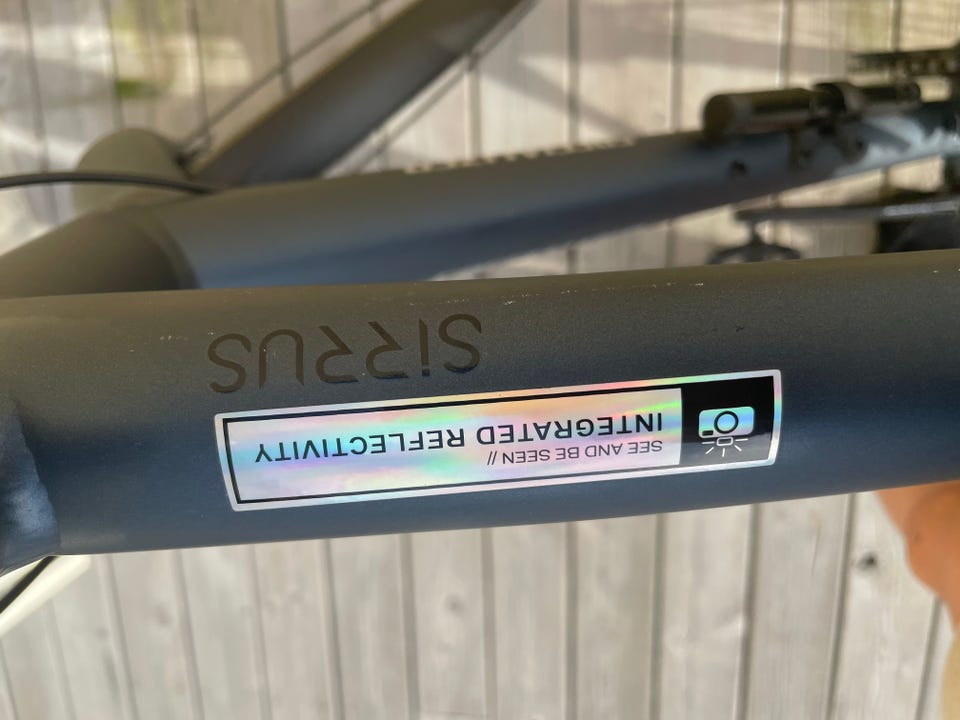 SiRRUS
SEE AND BE SEEN //
INTEGRATED REFLECTIVITY